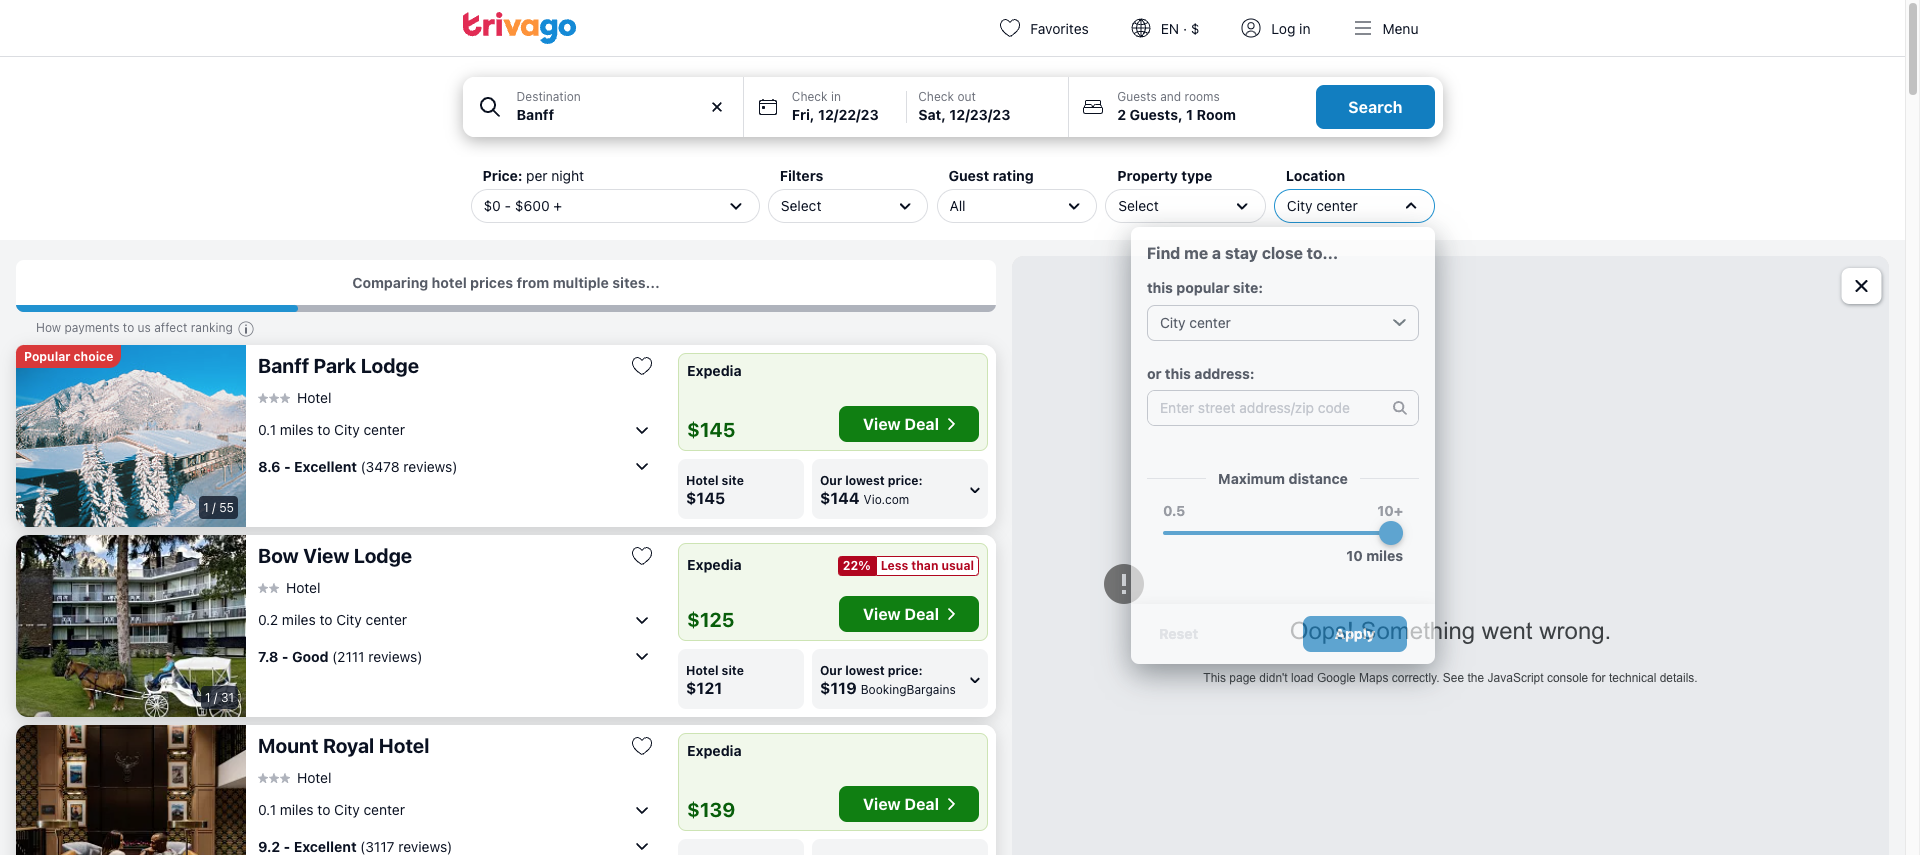 trivago
Favorites
EN · $
Log in
Menu
Destination
Banff
Check in
Fri, 12/22/23
Check out
Sat, 12/23/23
Guests and rooms
2 Guests, 1 Room
Search
Price: per night
$0 - $600 +
Filters
Select
Guest rating
All
Property type
Select
Location
City center
Find me a stay close to...
this popular site:
City center
or this address:
Enter street address/zip code
Maximum distance
0.5
10+
10 miles
Reset
Apply
Comparing hotel prices from multiple sites...
How payments to us affect ranking
Popular choice
1 / 55
Banff Park Lodge
Hotel
0.1 miles to City center
8.6 - Excellent (3478 reviews)
Expedia
$145
View Deal
Hotel site
$145
Our lowest price:
$144 Vio.com
1 / 31
Bow View Lodge
Hotel
0.2 miles to City center
7.8 - Good (2111 reviews)
Expedia
22% Less than usual
$125
View Deal
Hotel site
$121
Our lowest price:
$119 BookingBargains
Mount Royal Hotel
Hotel
0.1 miles to City center
9.2 - Excellent (3117 reviews)
Expedia
$139
View Deal
!
Oops! Something went wrong.
This page didn't load Google Maps correctly. See the JavaScript console for technical details.